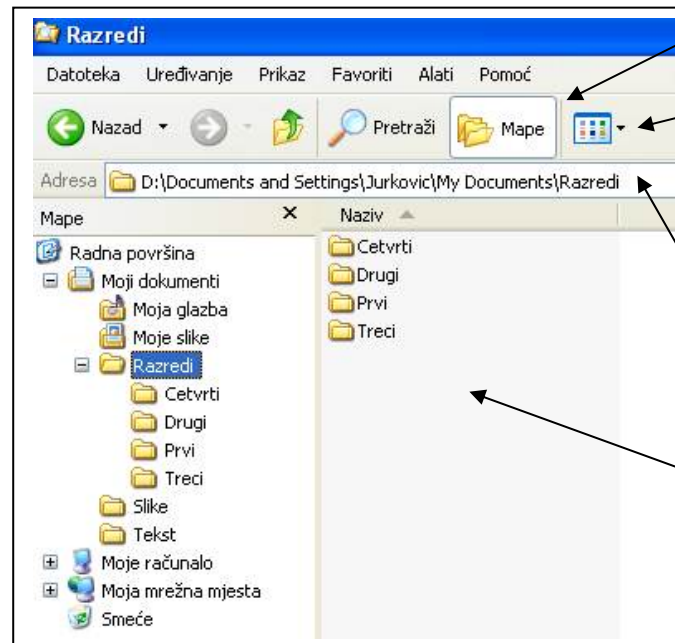 Razredi
Datoteka Uređivanje Prikaz Favoriti Alati Pomoć
Nazad Pretraži Mape
Adresa D:\Documents and Settings\Jurkovic\My Documents\Razredi
Mape Naziv
Radna površina
Moji dokumenti
Moja glazba
Moje slike
Razredi
Cetvrti
Drugi
Prvi
Treci
Slike
Tekst
Moje računalo
Moja mrežna mjesta
Smeće
Cetvrti
Drugi
Prvi
Treci